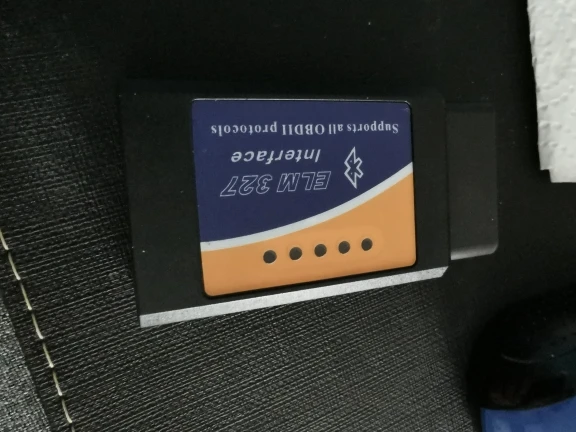 ELM 327
Interface
Supports all OBDII protocols